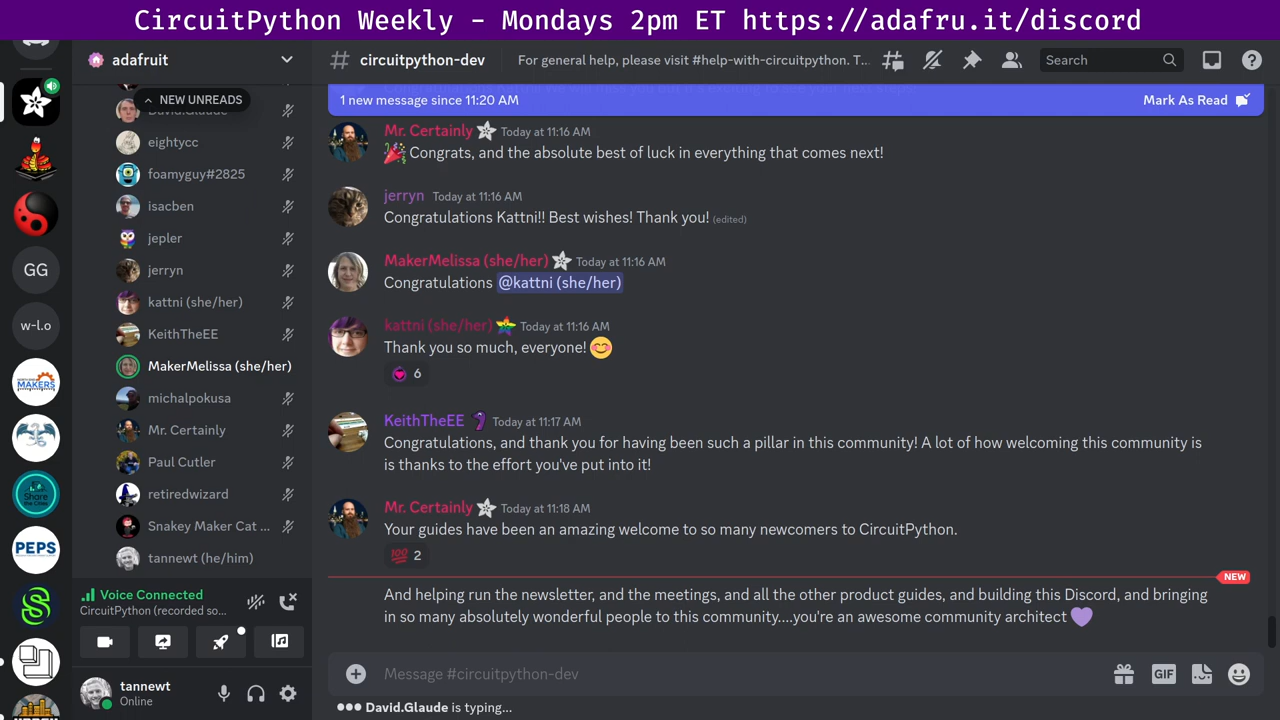 CircuitPython Weekly - Mondays 2pm ET https://adafru.it/discord
adafruit
circuitpython-dev
For general help, please visit #help-with-circuitpython. T...
Search
NEW UNREADS
David.Glaude
eightycc
foamyguy#2825
isacben
jepler
jerryn
kattni (she/her)
KeithTheEE
MakerMelissa (she/her)
michalpokusa
Mr. Certainly
Paul Cutler
retiredwizard
Snakey Maker Cat ...
tannewt (he/him)
GG
w-l.o
MAKERS
Share
the Cities
PEPS
Voice Connected
CircuitPython (recorded so...
tannewt
Online
1 new message since 11:20 AM
Mark As Read
Mr. Certainly Today at 11:16 AM
Congrats, and the absolute best of luck in everything that comes next!
jerryn Today at 11:16 AM
Congratulations Kattni!! Best wishes! Thank you! (edited)
MakerMelissa (she/her) Today at 11:16 AM
Congratulations @kattni (she/her)
kattni (she/her) Today at 11:16 AM
Thank you so much, everyone!
6
KeithTheEE Today at 11:17 AM
Congratulations, and thank you for having been such a pillar in this community! A lot of how welcoming this community is
is thanks to the effort you've put into it!
Mr. Certainly Today at 11:18 AM
Your guides have been an amazing welcome to so many newcomers to CircuitPython.
2
NEW
And helping run the newsletter, and the meetings, and all the other product guides, and building this Discord, and bringing
in so many absolutely wonderful people to this community....you're an awesome community architect
Message #circuitpython-dev
GIF
David.Glaude is typing...